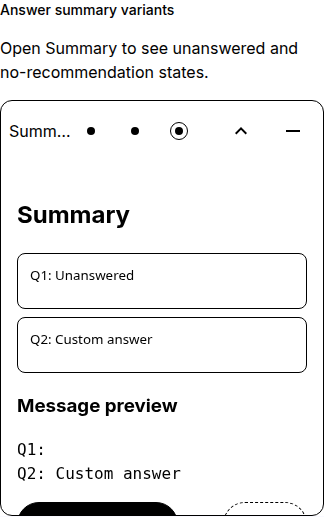 Answer summary variants
Open Summary to see unanswered and
no-recommendation states.
Summ...
Summary
Q1: Unanswered
Q2: Custom answer
Message preview
Q1:
Q2: Custom answer